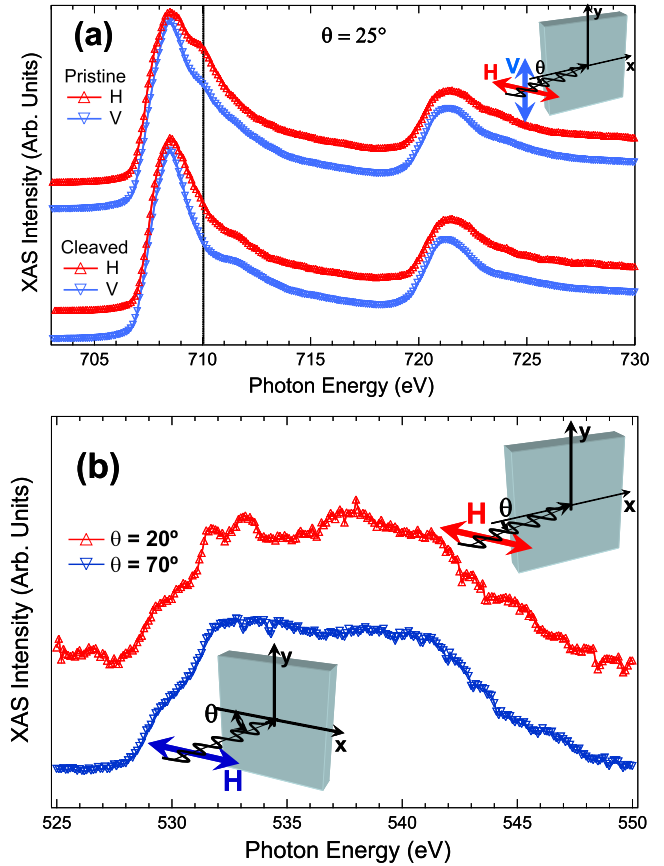 (a)
θ = 25°
y
x
θ
V
H
Pristine
H
V
Cleaved
H
V
XAS Intensity (Arb. Units)
705 710 715 720 725 730
Photon Energy (eV)
(b)
y
x
θ
H
θ = 20º
θ = 70º
y
x
θ
H
XAS Intensity (Arb. Units)
525 530 535 540 545 550
Photon Energy (eV)